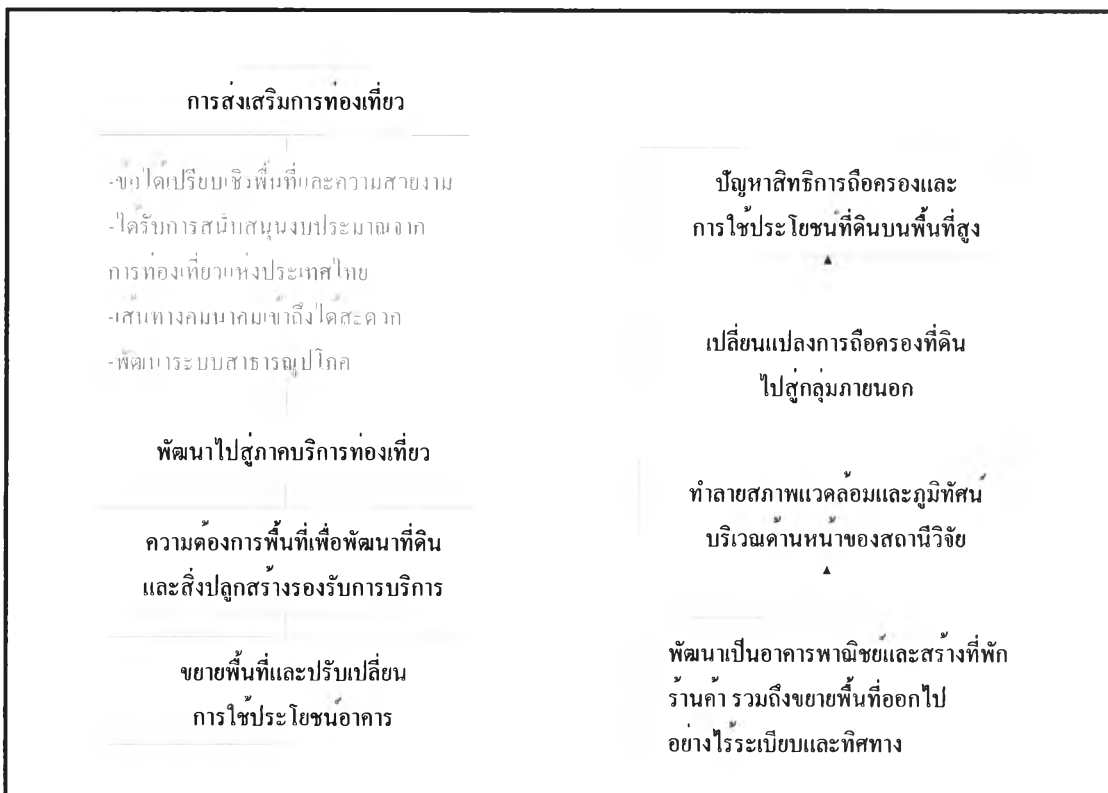 การส่งเสริมการท่องเที่ยว
-ข้อได้เปรียบเชิงพื้นที่และความสวยงาม
-ได้รับการสนับสนุนงบประมาณจาก
การท่องเที่ยวแห่งประเทศไทย
-เส้นทางคมนาคมเข้าถึงได้สะดวก
-พัฒนาระบบสาธารณูปโภค
พัฒนาไปสู่ภาคบริการท่องเที่ยว
ความต้องการพื้นที่เพื่อพัฒนาที่ดิน
และสิ่งปลูกสร้างรองรับการบริการ
ขยายพื้นที่และปรับเปลี่ยน
การใช้ประโยชน์อาคาร
ปัญหาสิทธิการถือครองและ
การใช้ประโยชน์ที่ดินบนพื้นที่สูง
เปลี่ยนแปลงการถือครองที่ดิน
ไปสู่กลุ่มภายนอก
ทำลายสภาพแวดล้อมและภูมิทัศน์
บริเวณด้านหน้าของสถานีวิจัย
พัฒนาเป็นอาคารพาณิชย์และสร้างที่พัก
ร้านค้า รวมถึงขยายพื้นที่ออกไป
อย่างไร้ระเบียบและทิศทาง